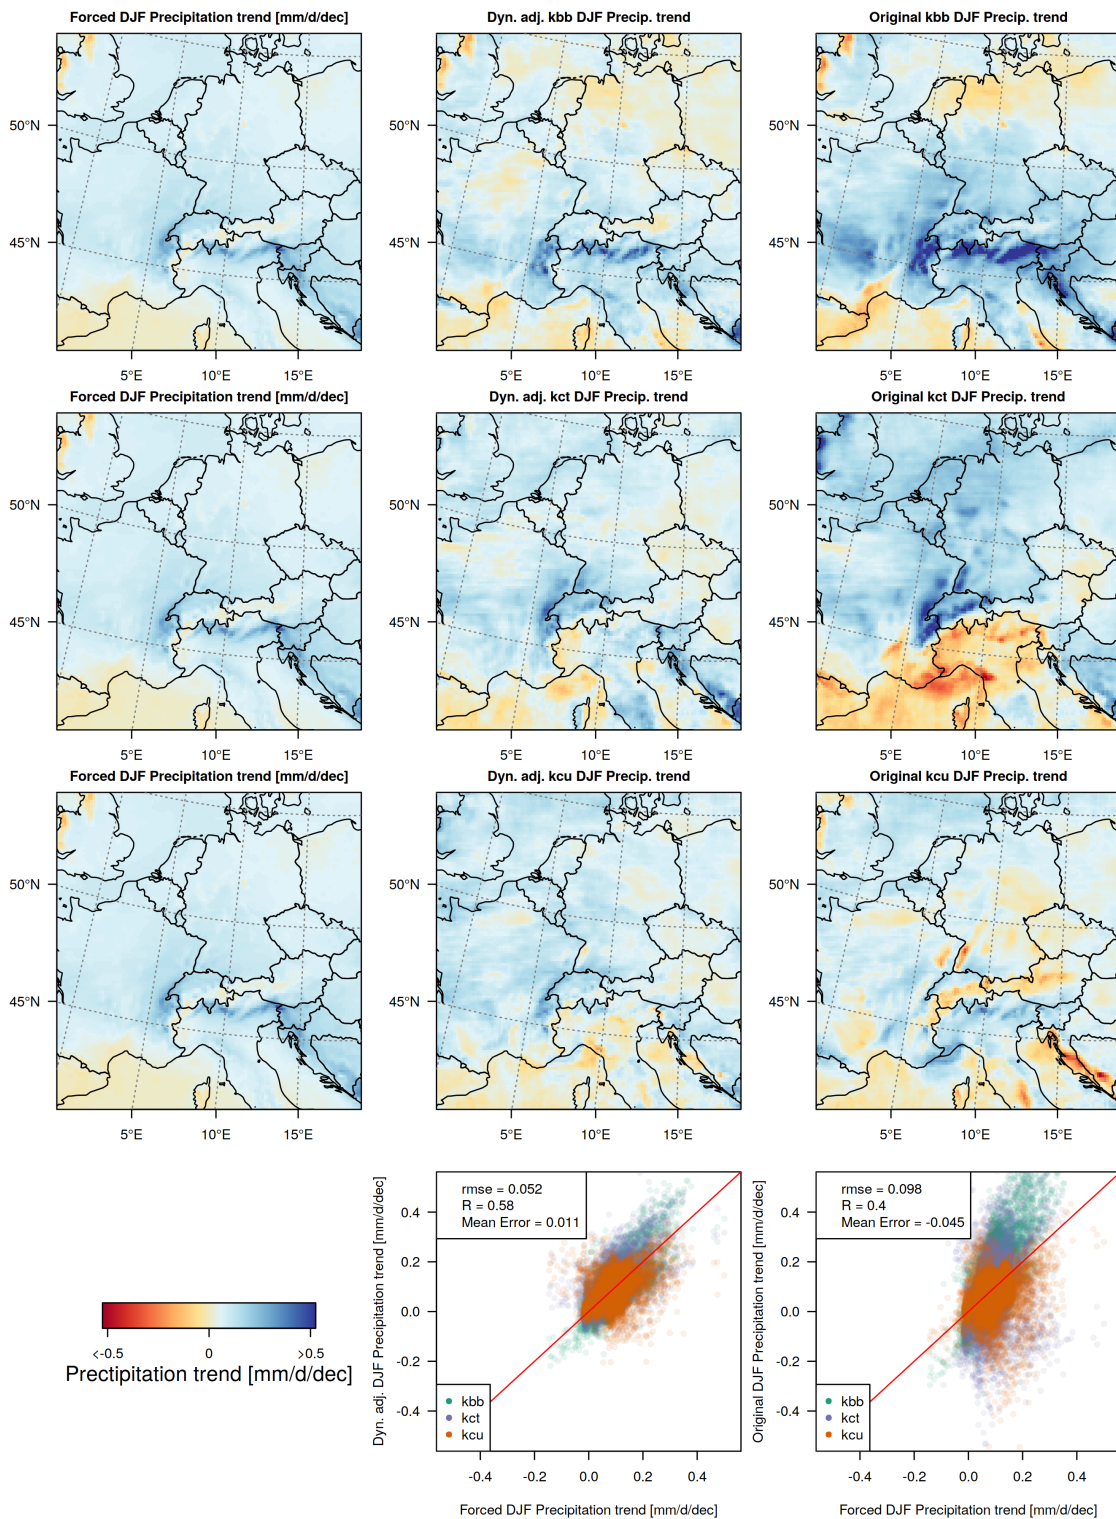 Forced DJF Precipitation trend [mm/d/dec]
Dyn. adj. kbb DJF Precip. trend
Original kbb DJF Precip. trend
50°N
45°N
50°N
45°N
50°N
45°N
5°E 10°E 15°E
5°E 10°E 15°E
5°E 10°E 15°E
Forced DJF Precipitation trend [mm/d/dec]
Dyn. adj. kct DJF Precip. trend
Original kct DJF Precip. trend
50°N
45°N
50°N
45°N
50°N
45°N
5°E 10°E 15°E
5°E 10°E 15°E
5°E 10°E 15°E
Forced DJF Precipitation trend [mm/d/dec]
Dyn. adj. kcu DJF Precip. trend
Original kcu DJF Precip. trend
50°N
45°N
50°N
45°N
50°N
45°N
5°E 10°E 15°E
5°E 10°E 15°E
5°E 10°E 15°E
<-0.5 0 >0.5
Prectipitation trend [mm/d/dec]
Dyn. adj. DJF Precipitation trend [mm/d/dec]
0.4
0.2
0.0
-0.2
-0.4
rmse = 0.052
R = 0.58
Mean Error = 0.011
kbb
kct
kcu
-0.4 -0.2 0.0 0.2 0.4
Forced DJF Precipitation trend [mm/d/dec]
Original DJF Precipitation trend [mm/d/dec]
0.4
0.2
0.0
-0.2
-0.4
rmse = 0.098
R = 0.4
Mean Error = -0.045
kbb
kct
kcu
-0.4 -0.2 0.0 0.2 0.4
Forced DJF Precipitation trend [mm/d/dec]